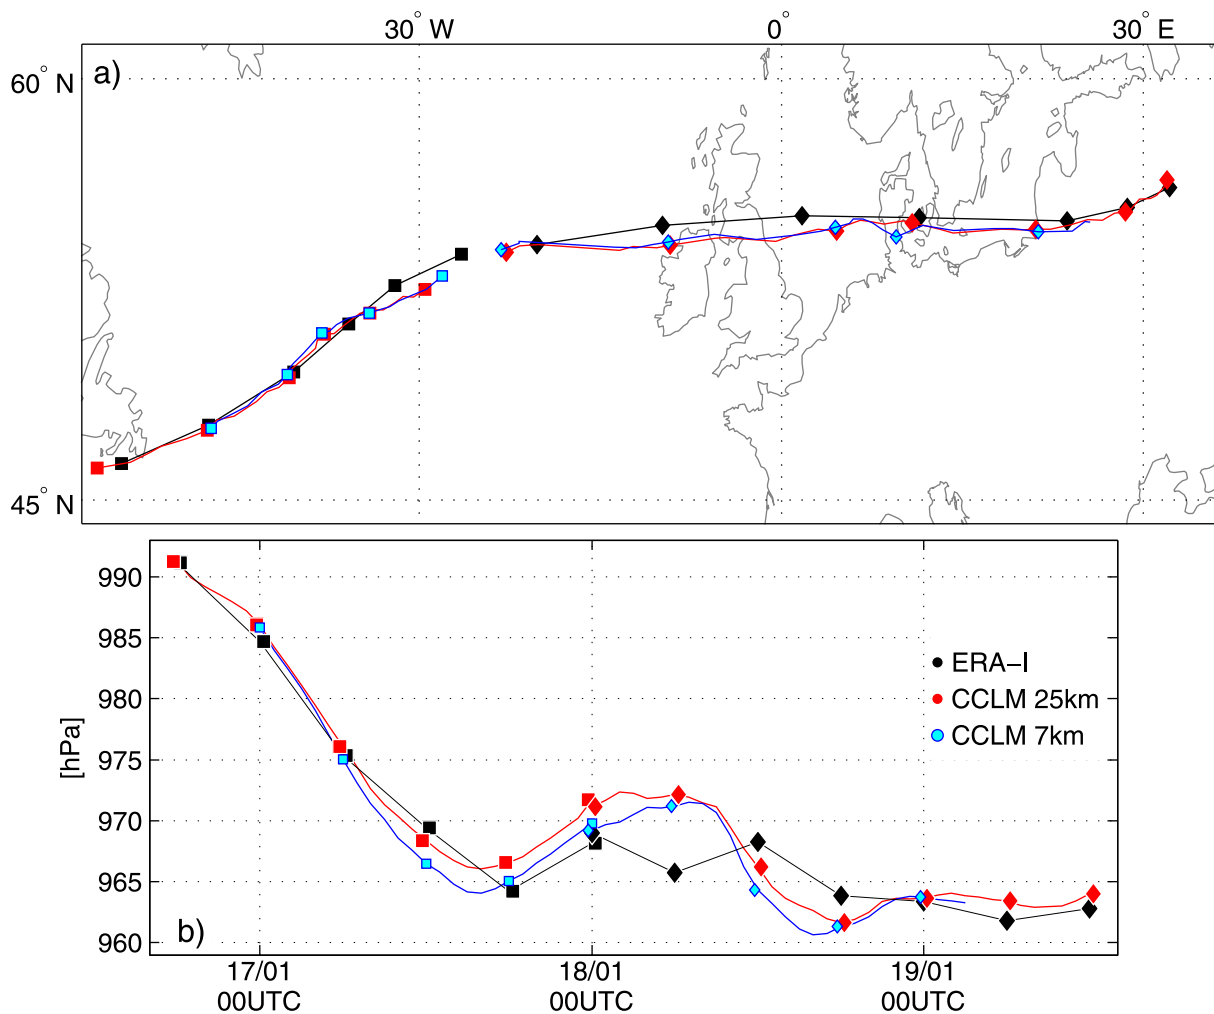 30° W 0° 30° E
a)
60° N
45° N
990
985
980
975
970
965
960
[hPa]
ERA–I
CCLM 25km
CCLM 7km
b)
17/01 18/01 19/01
00UTC 00UTC 00UTC